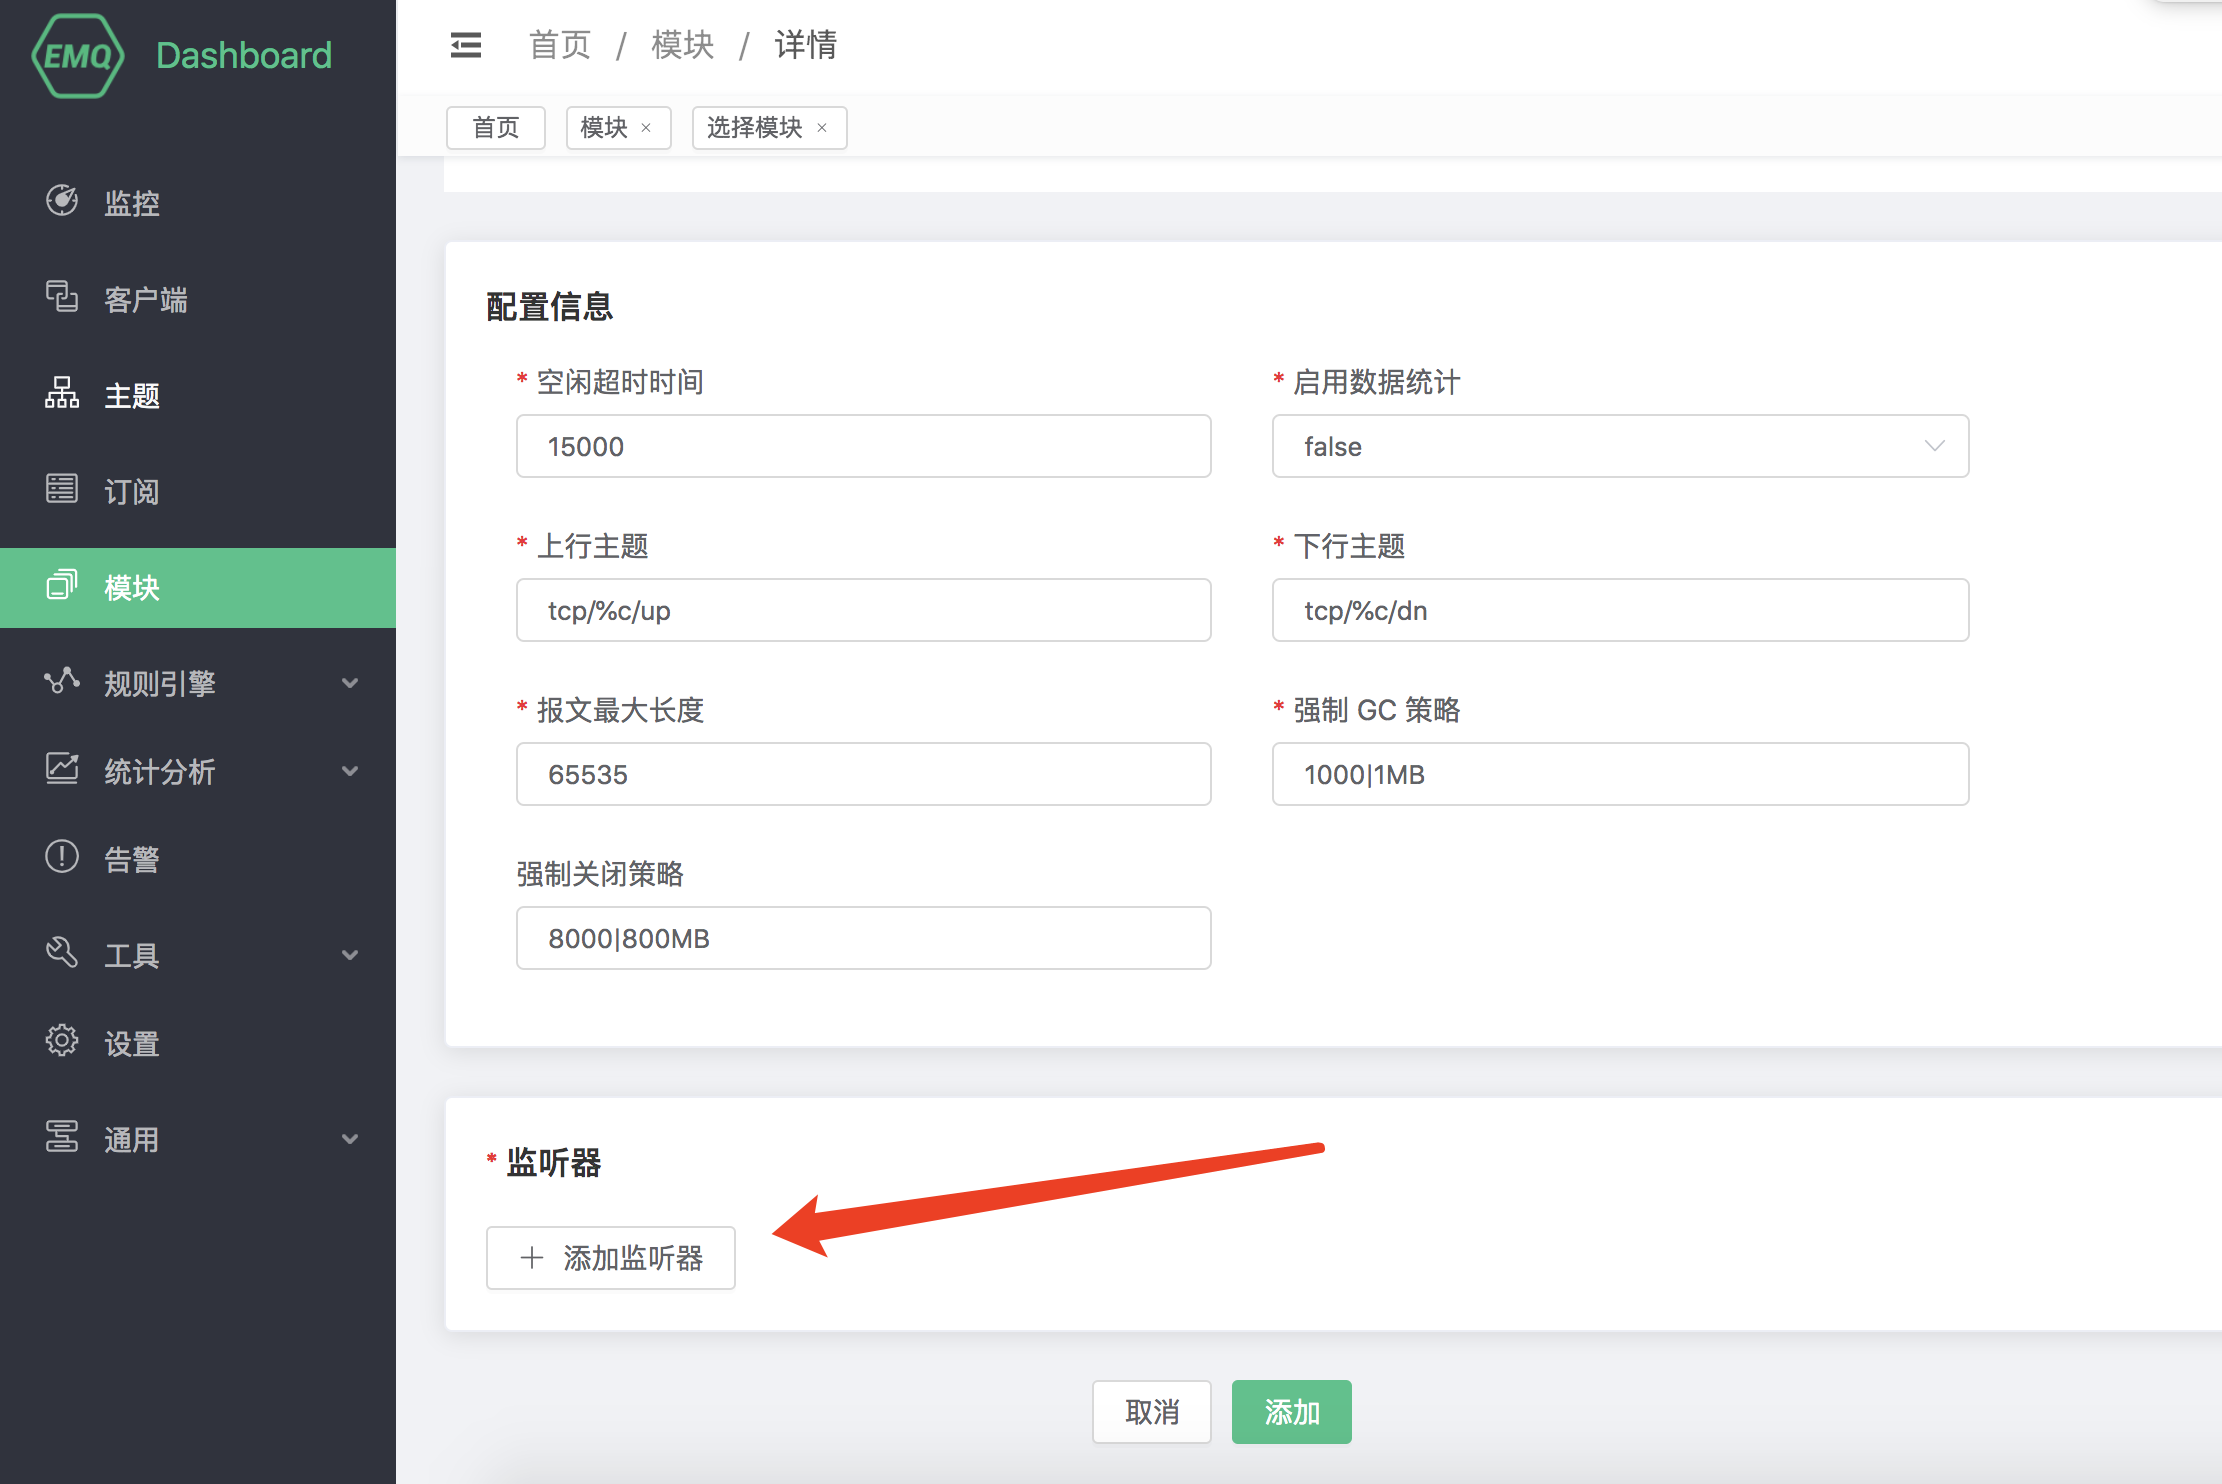 EMQ Dashboard
监控
客户端
主题
订阅
模块
规则引擎
统计分析
告警
工具
设置
通用
首页 / 模块 / 详情
首页 模块 × 选择模块 ×
配置信息
* 空闲超时时间 * 启用数据统计
15000 false
* 上行主题 * 下行主题
tcp/%c/up tcp/%c/dn
* 报文最大长度 * 强制 GC 策略
65535 1000|1MB
强制关闭策略
8000|800MB
* 监听器
+ 添加监听器
取消 添加